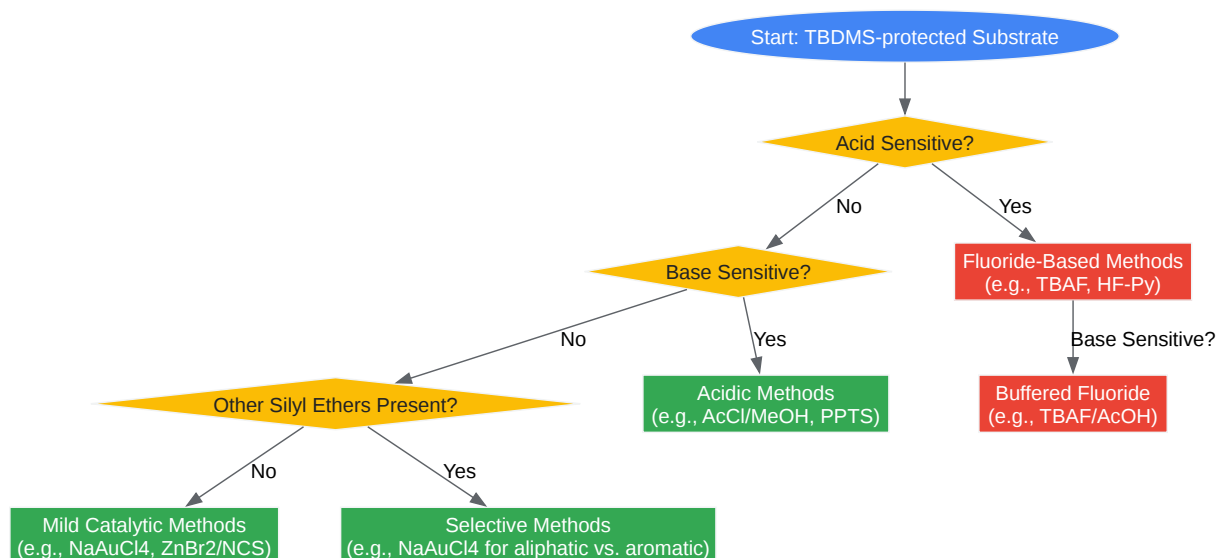 Start: TBDMS-protected Substrate
Acid Sensitive?
No
Yes
Base Sensitive?
Fluoride-Based Methods
(e.g., TBAF, HF-Py)
No
Yes
Base Sensitive?
Other Silyl Ethers Present?
Acidic Methods
(e.g., AcCl/MeOH, PPTS)
Buffered Fluoride
(e.g., TBAF/AcOH)
No
Yes
Mild Catalytic Methods
(e.g., NaAuCl4, ZnBr2/NCS)
Selective Methods
(e.g., NaAuCl4 for aliphatic vs. aromatic)